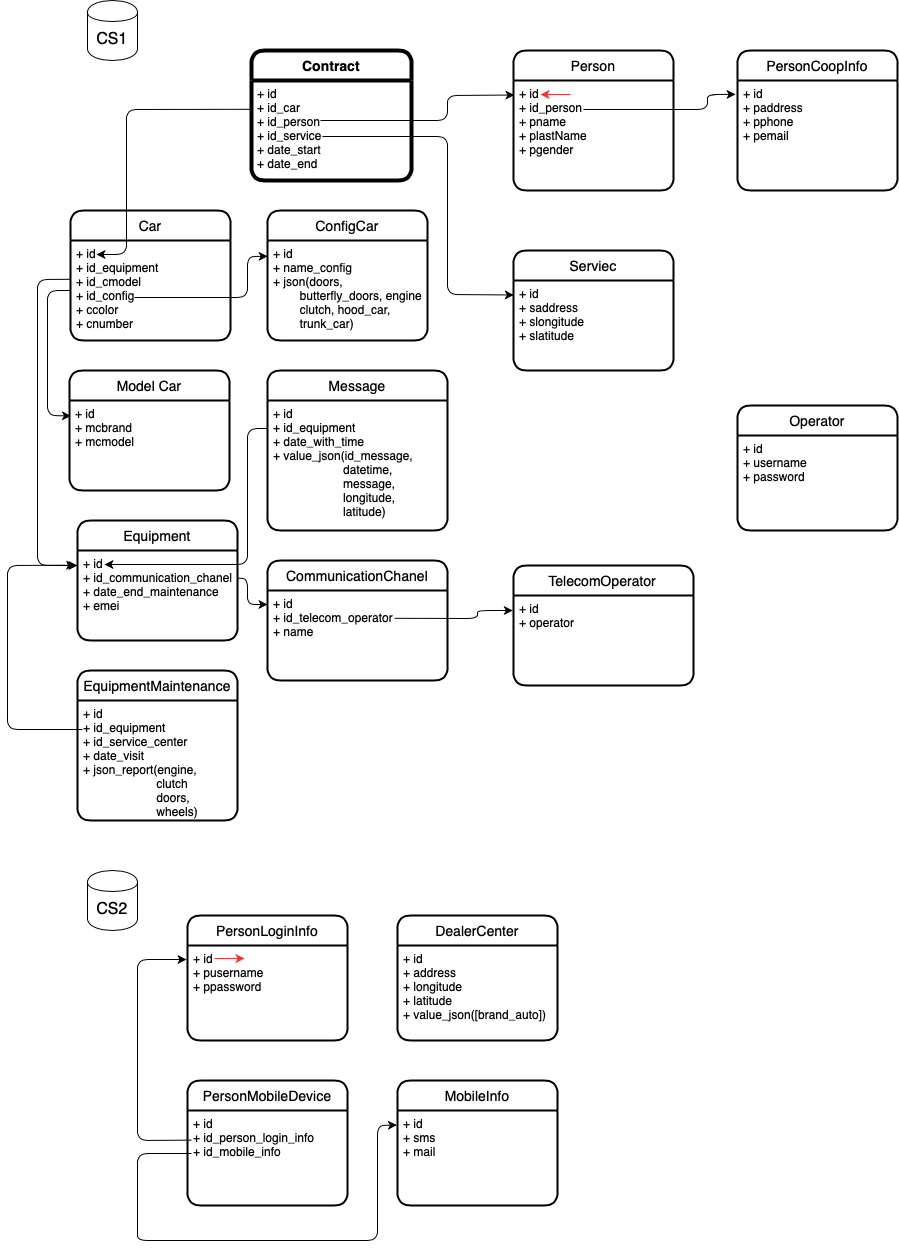 CS1
Contract
+ id
+ id_car
+ id_person
+ id_service
+ date_start
+ date_end
Person
+ id
+ id_person
+ pname
+ plastName
+ pgender
PersonCoopInfo
+ id
+ paddress
+ pphone
+ pemail
Car
+ id
+ id_equipment
+ id_cmodel
+ id_config
+ ccolor
+ cnumber
ConfigCar
+ id
+ name_config
+ json(doors,
butterfly_doors, engine
clutch, hood_car,
trunk_car)
Serviec
+ id
+ saddress
+ slongitude
+ slatitude
Model Car
+ id
+ mcbrand
+ mcmodel
Message
+ id
+ id_equipment
+ date_with_time
+ value_json(id_message,
datetime,
message,
longitude,
latitude)
Operator
+ id
+ username
+ password
Equipment
+ id
+ id_communication_chanel
+ date_end_maintenance
+ emei
CommunicationChanel
+ id
+ id_telecom_operator
+ name
TelecomOperator
+ id
+ operator
EquipmentMaintenance
+ id
+ id_equipment
+ id_service_center
+ date_visit
+ json_report(engine,
clutch
doors,
wheels)
CS2
PersonLoginInfo
+ id
+ pusername
+ ppassword
DealerCenter
+ id
+ address
+ longitude
+ latitude
+ value_json([brand_auto])
PersonMobileDevice
+ id
+ id_person_login_info
+ id_mobile_info
MobileInfo
+ id
+ sms
+ mail